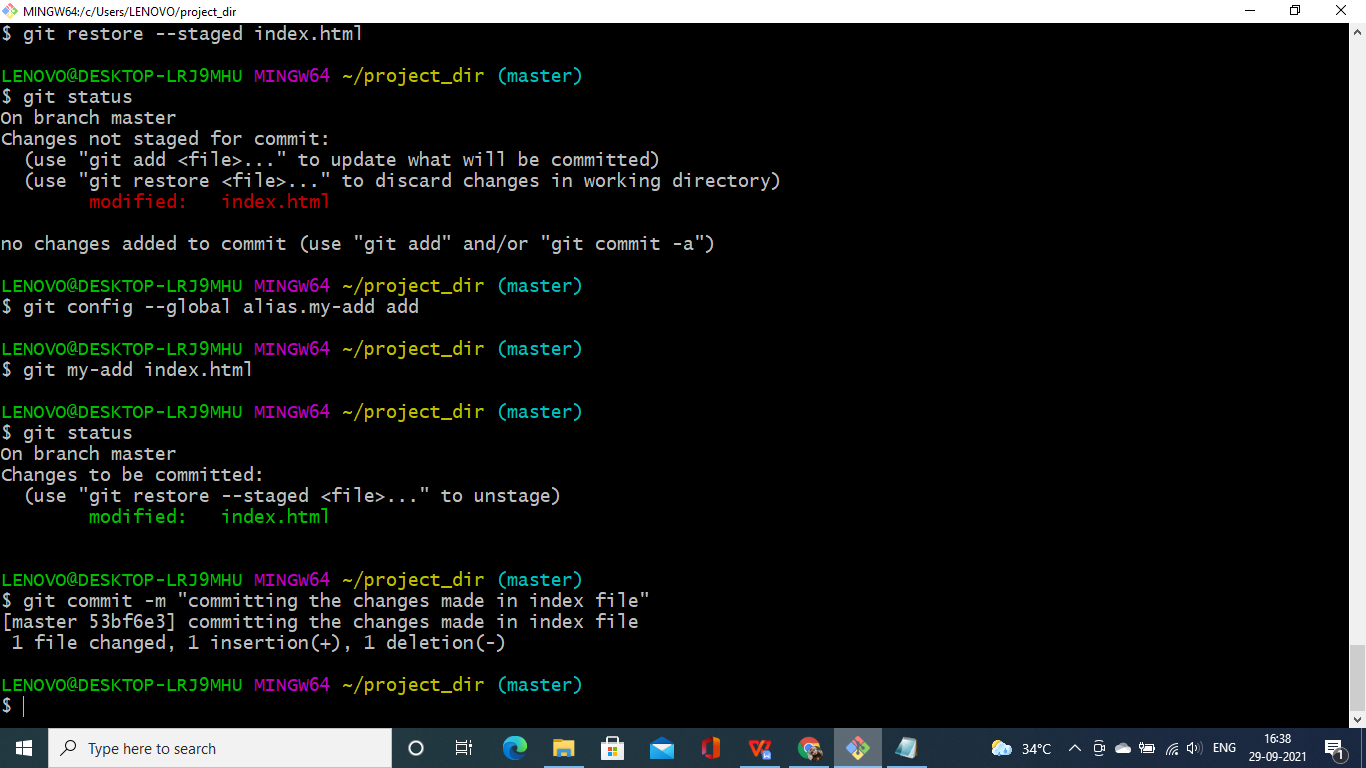 MINGW64:/c/Users/LENOVO/project_dir
$ git restore --staged index.html
LENOVO@DESKTOP-LRJ9MHU MINGW64 ~/project_dir (master)
$ git status
On branch master
Changes not staged for commit:
  (use "git add <file>..." to update what will be committed)
  (use "git restore <file>..." to discard changes in working directory)
        modified:   index.html
no changes added to commit (use "git add" and/or "git commit -a")
LENOVO@DESKTOP-LRJ9MHU MINGW64 ~/project_dir (master)
$ git config --global alias.my-add add
LENOVO@DESKTOP-LRJ9MHU MINGW64 ~/project_dir (master)
$ git my-add index.html
LENOVO@DESKTOP-LRJ9MHU MINGW64 ~/project_dir (master)
$ git status
On branch master
Changes to be committed:
  (use "git restore --staged <file>..." to unstage)
        modified:   index.html
LENOVO@DESKTOP-LRJ9MHU MINGW64 ~/project_dir (master)
$ git commit -m "committing the changes made in index file"
[master 53bf6e3] committing the changes made in index file
 1 file changed, 1 insertion(+), 1 deletion(-)
LENOVO@DESKTOP-LRJ9MHU MINGW64 ~/project_dir (master)
$
Type here to search
34°C
ENG
16:38
29-09-2021
1